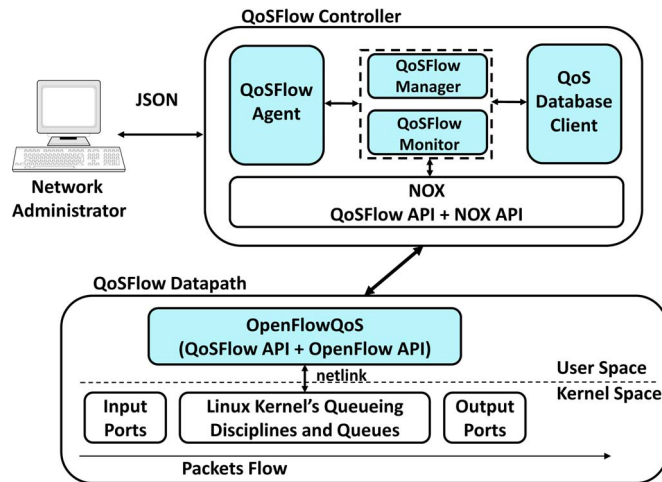 QoSFlow Controller
JSON
Network
Administrator
QoSFlow
Agent
QoSFlow
Manager
QoSFlow
Monitor
QoS
Database
Client
NOX
QoSFlow API + NOX API
QoSFlow Datapath
OpenFlowQoS
(QoSFlow API + OpenFlow API)
netlink
User Space
Kernel Space
Input
Ports
Linux Kernel's Queueing
Disciplines and Queues
Output
Ports
Packets Flow